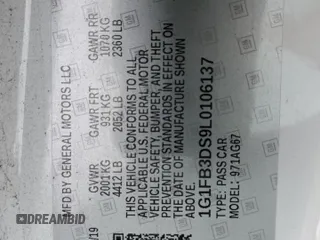 MFD BY GENERAL MOTORS LLC
/19 GVWR GAWR FRT GAWR RR
2001 KG 931 KG 1070 KG
4412 LB 2052 LB 2360 LB
THIS VEHICLE CONFORMS TO ALL
APPLICABLE U.S. FEDERAL MOTOR
VEHICLE SAFETY, BUMPER, AND THEFT
PREVENTION STANDARDS IN EFFECT ON
THE DATE OF MANUFACTURE SHOWN
ABOVE.
1G1FB3DS9L0106137
TYPE: PASS CAR
MODEL: 971AG67
DREAMBID